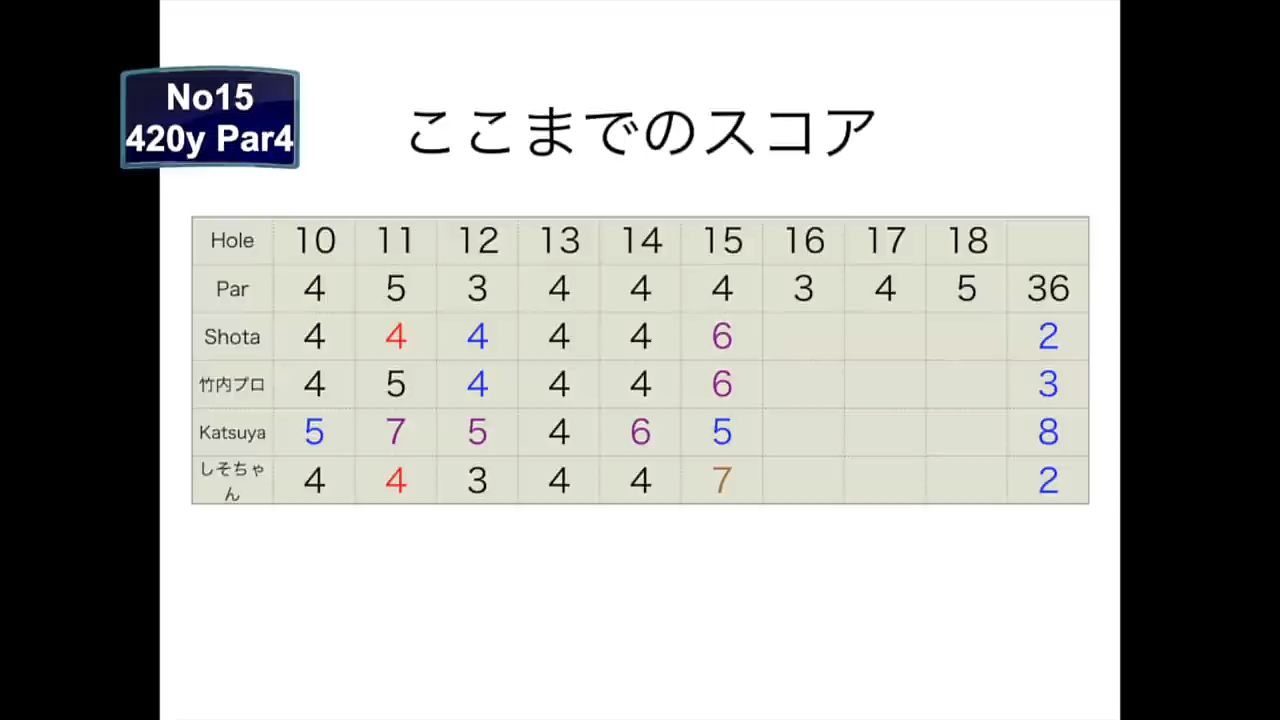 No15
420y Par4
ここまでのスコア
Hole 10 11 12 13 14 15 16 17 18
Par 4 5 3 4 4 4 3 4 5 36
Shota 4 4 4 4 4 6 2
竹内プロ 4 5 4 4 4 6 3
Katsuya 5 7 5 4 6 5 8
しそちゃ
ん 4 4 3 4 4 7 2